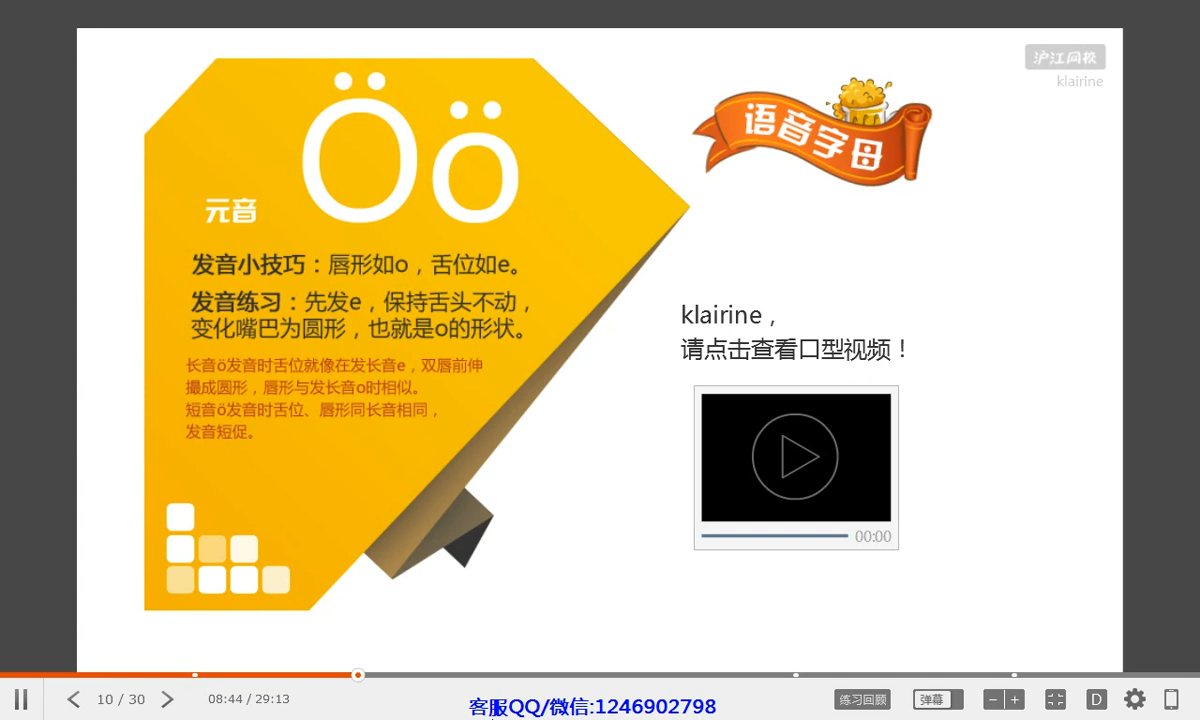 沪江网校
klairine
Öö
元音
语音字母
发音小技巧：唇形如o，舌位如e。
发音练习：先发e，保持舌头不动，
变化嘴巴为圆形，也就是o的形状。
长音ö发音时舌位就像在发长音e，双唇前伸
撮成圆形，唇形与发长音o时相似。
短音ö发音时舌位、唇形同长音相同，
发音短促。
klairine，
请点击查看口型视频！
00:00
10 / 30
08:44 / 29:13
客服QQ/微信:1246902798
练习回顾
弹幕
D